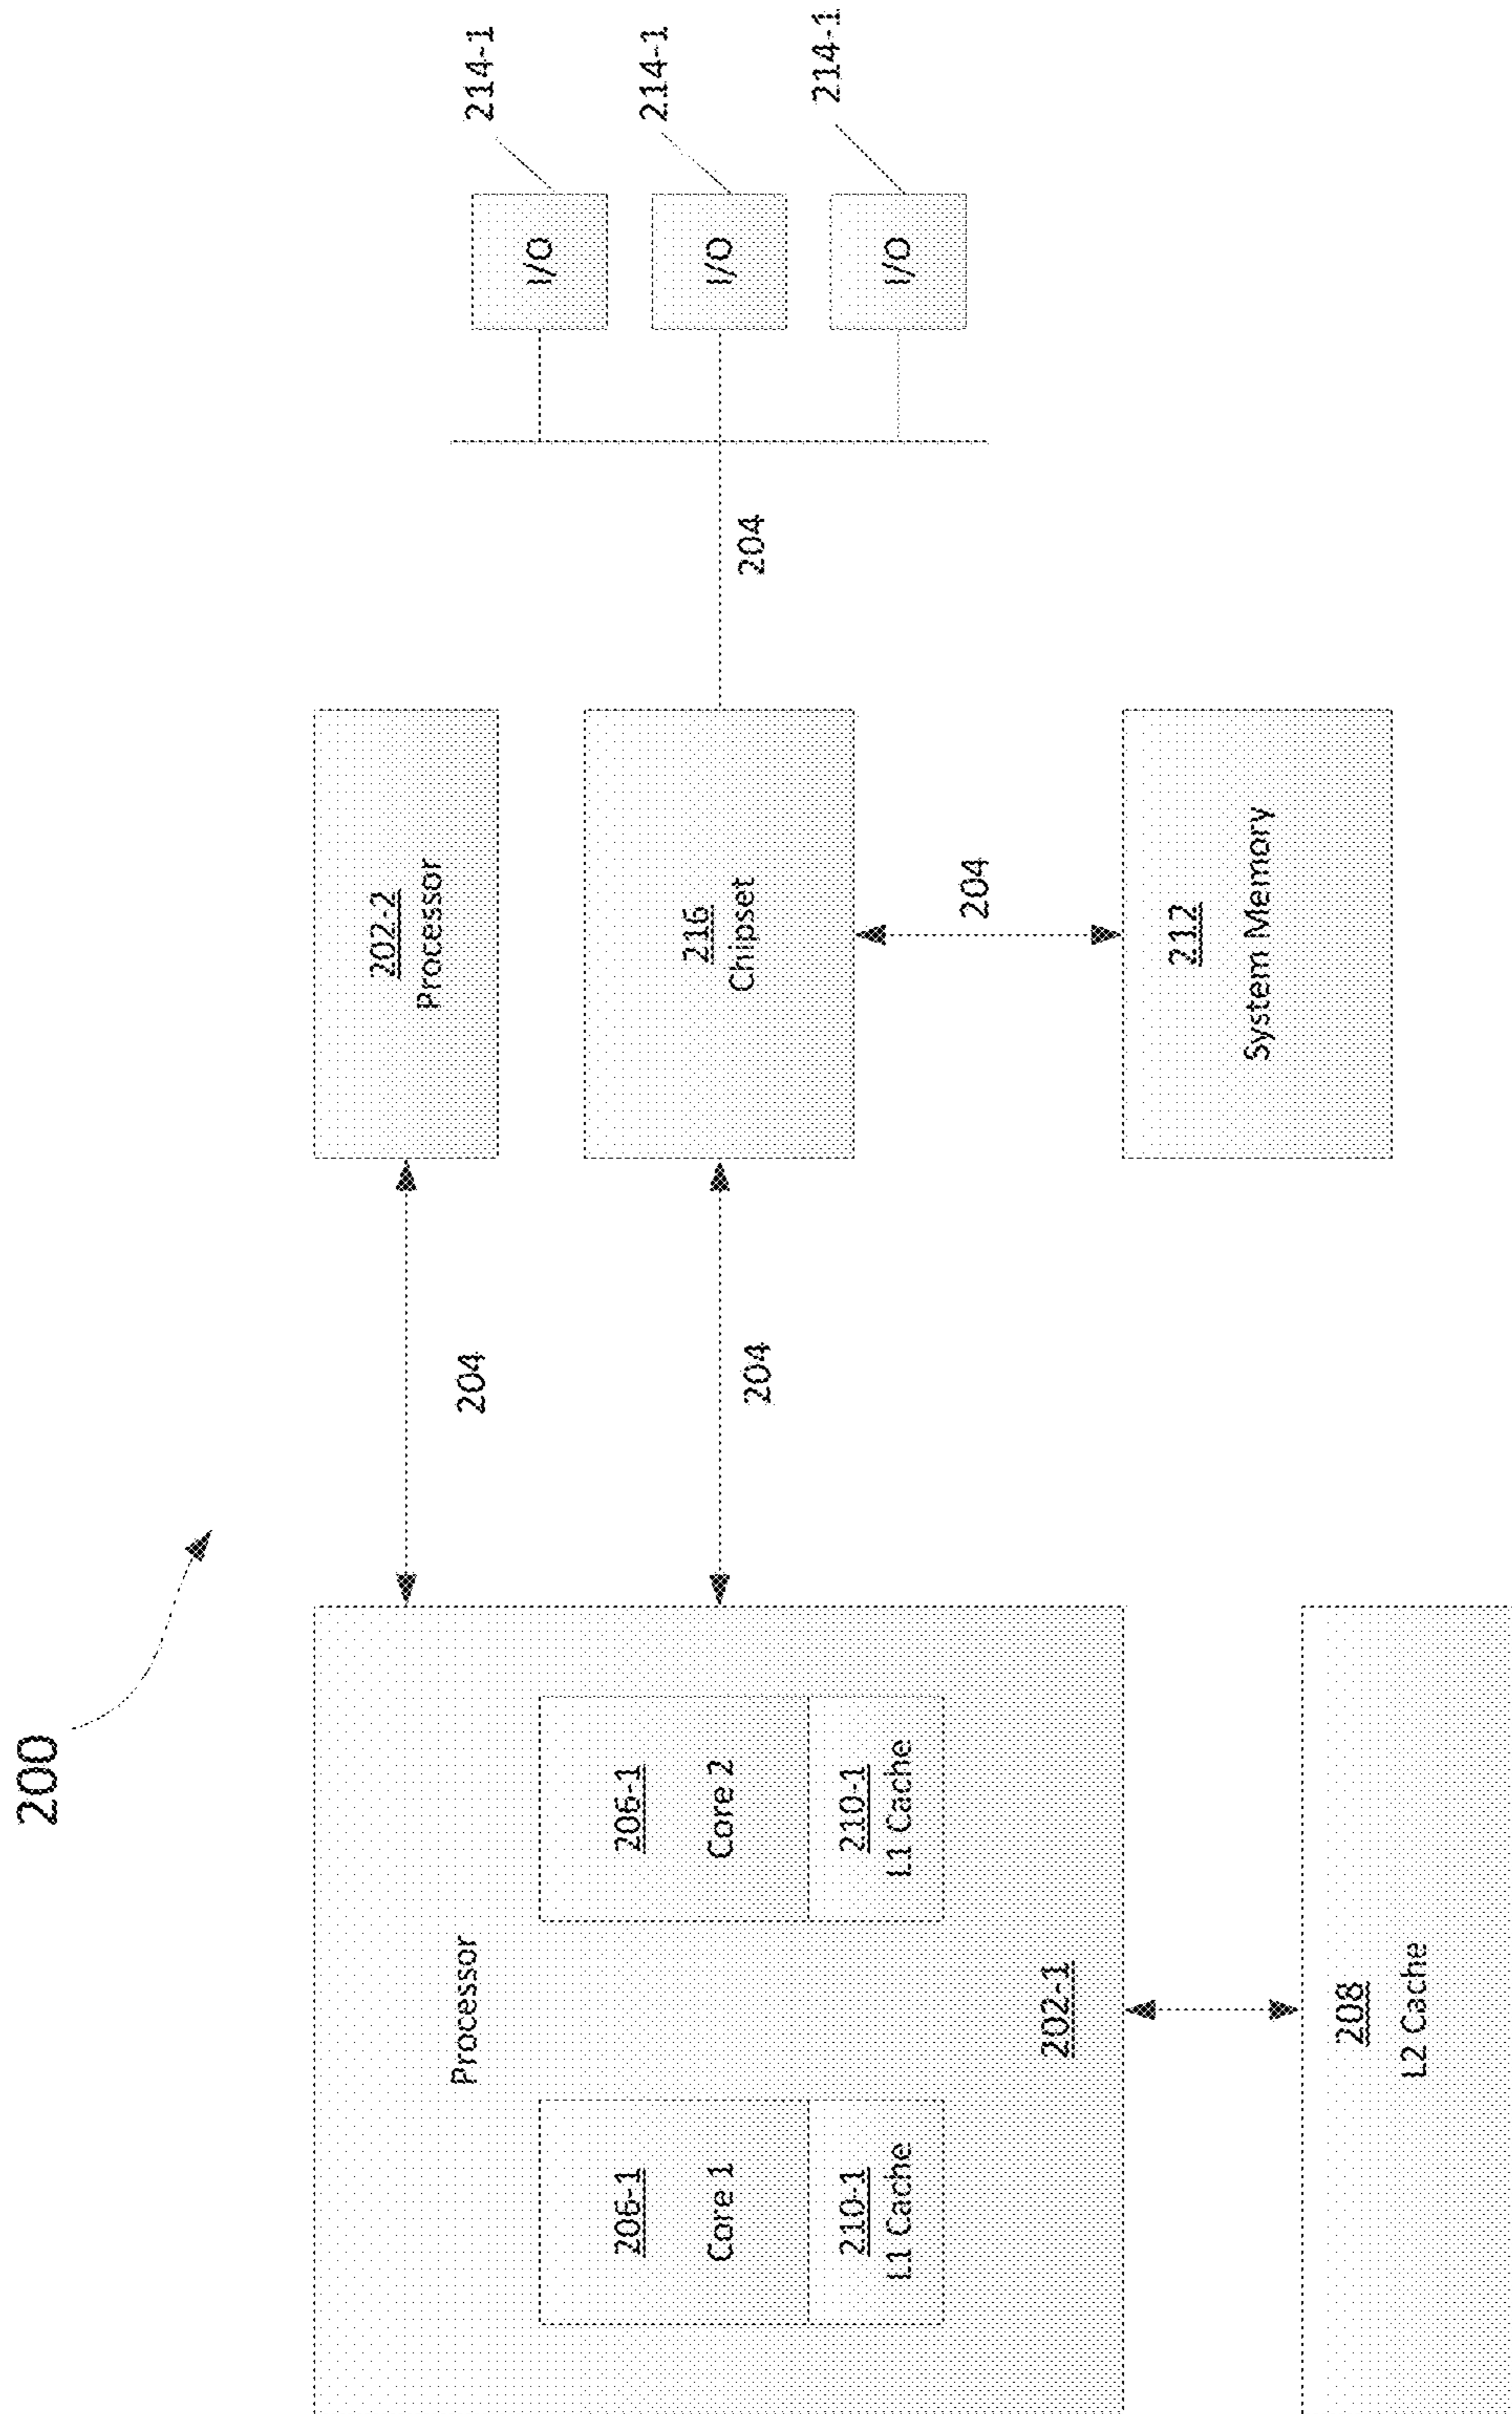 200
Processor
206-1
Core 1
210-1
L1 Cache
206-1
Core 2
210-1
L1 Cache
202-1
208
L2 Cache
204
204
202-2
Processor
216
Chipset
204
212
System Memory
204
I/O
214-1
I/O
214-1
I/O
214-1